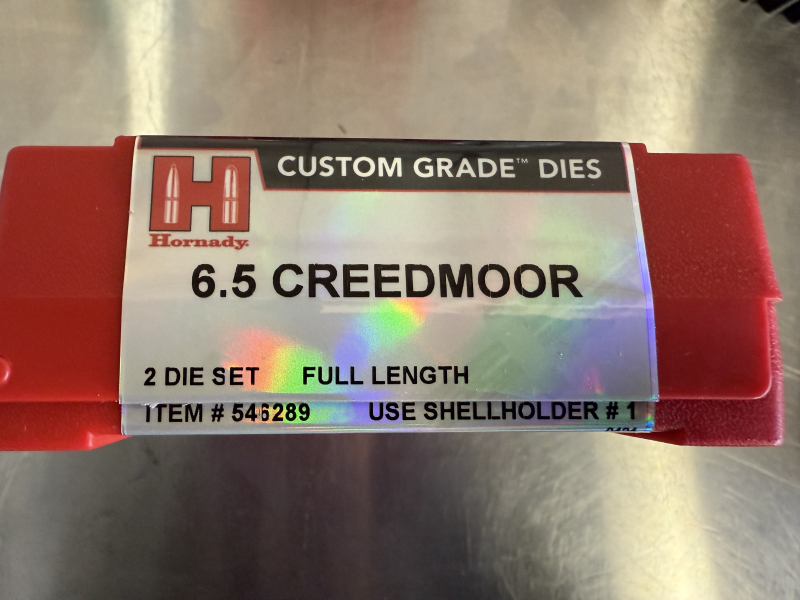 CUSTOM GRADE™ DIES
H
Hornady
6.5 CREEDMOOR
2 DIE SET FULL LENGTH
ITEM # 546289 USE SHELLHOLDER # 1